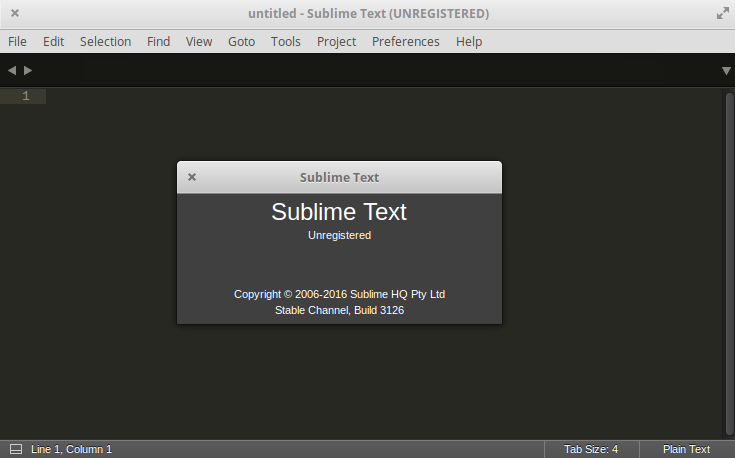 untitled - Sublime Text (UNREGISTERED)
File Edit Selection Find View Goto Tools Project Preferences Help
1
Sublime Text
Sublime Text
Unregistered
Copyright © 2006-2016 Sublime HQ Pty Ltd
Stable Channel, Build 3126
Line 1, Column 1 Tab Size: 4 Plain Text